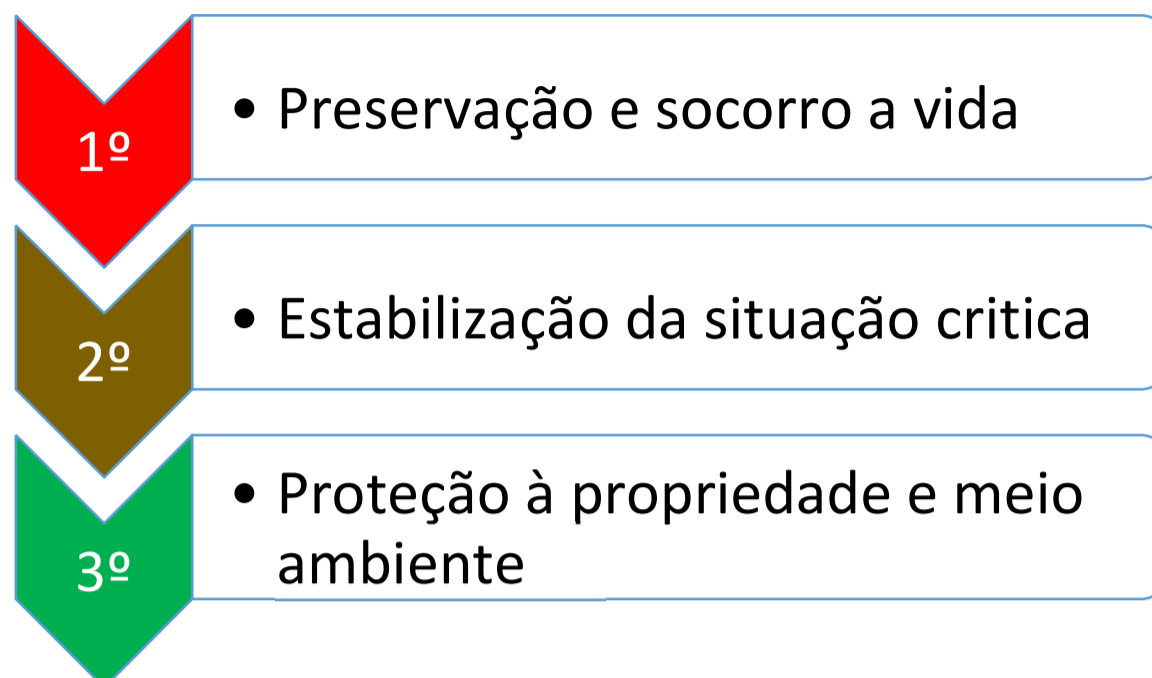 1º
• Preservação e socorro a vida
2º
• Estabilização da situação critica
3º
• Proteção à propriedade e meio
ambiente